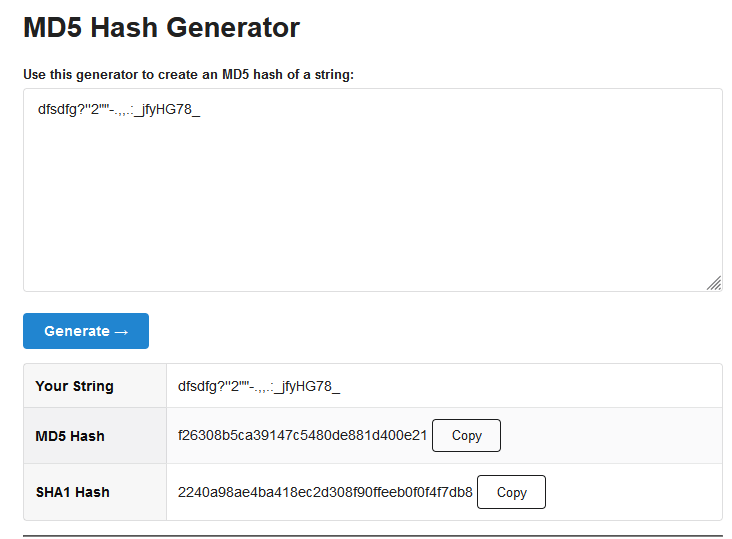 MD5 Hash Generator
Use this generator to create an MD5 hash of a string:
dfsdfg?"2""-.,,.:_jfyHG78_
Generate →
Your String dfsdfg?"2""-.,,.:_jfyHG78_
MD5 Hash f26308b5ca39147c5480de881d400e21 Copy
SHA1 Hash 2240a98ae4ba418ec2d308f90ffeeb0f0f4f7db8 Copy